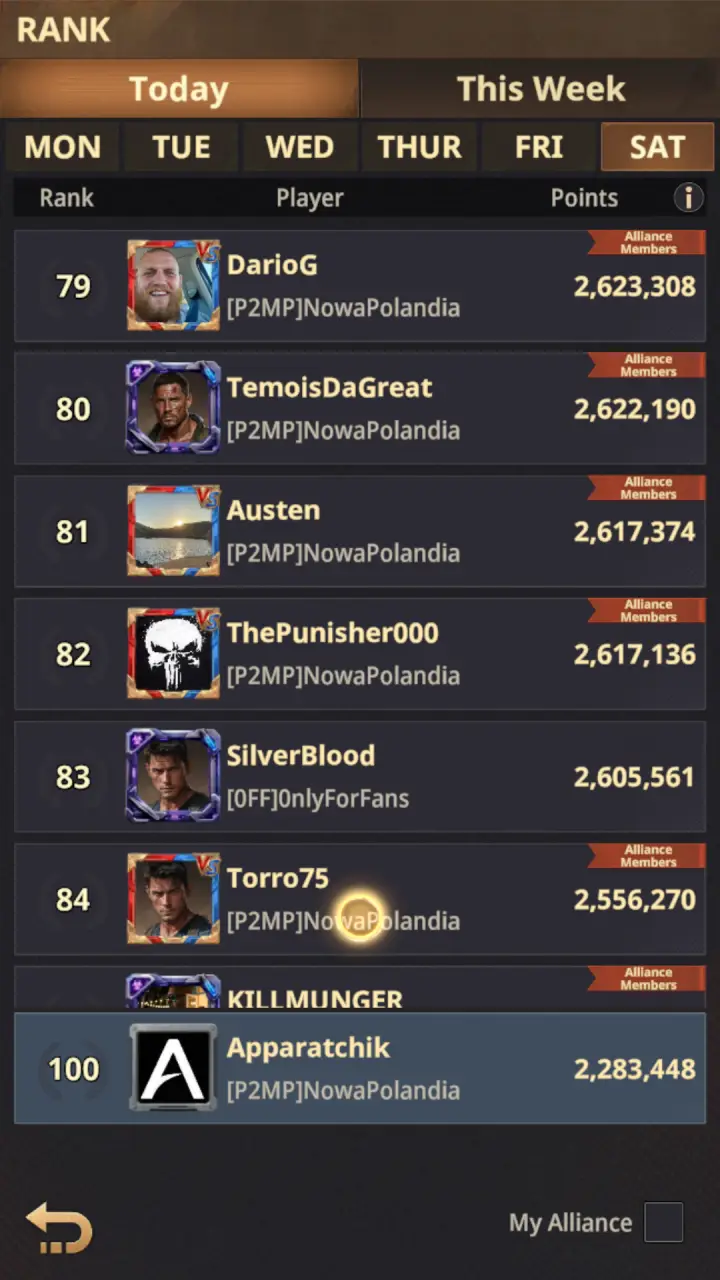 RANK
Today
This Week
MON
TUE
WED
THUR
FRI
SAT
Rank
Player
Points
Alliance
Members
79
DarioG
[P2MP]NowaPolandia
2,623,308
Alliance
Members
80
TemoisDaGreat
[P2MP]NowaPolandia
2,622,190
Alliance
Members
81
Austen
[P2MP]NowaPolandia
2,617,374
Alliance
Members
82
ThePunisher000
[P2MP]NowaPolandia
2,617,136
83
SilverBlood
[0FF]0nlyForFans
2,605,561
Alliance
Members
84
Torro75
[P2MP]NowaPolandia
2,556,270
Alliance
Members
KILLMUNGER
100
Apparatchik
[P2MP]NowaPolandia
2,283,448
My Alliance